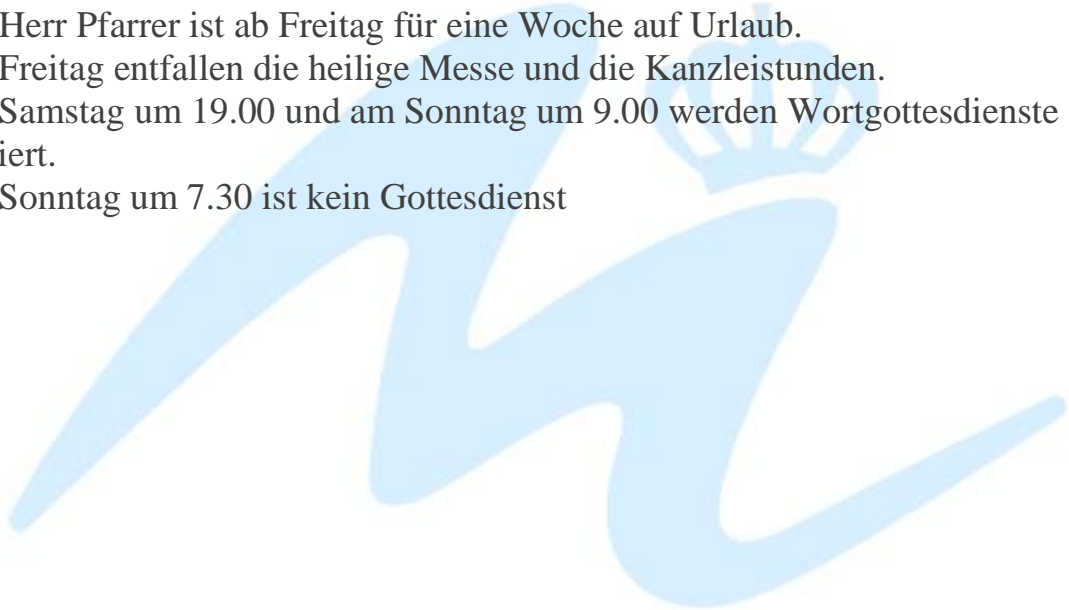 Herr Pfarrer ist ab Freitag für eine Woche auf Urlaub.
Freitag entfallen die heilige Messe und die Kanzleistunden.
Samstag um 19.00 und am Sonntag um 9.00 werden Wortgottesdienste
iert.
Sonntag um 7.30 ist kein Gottesdienst